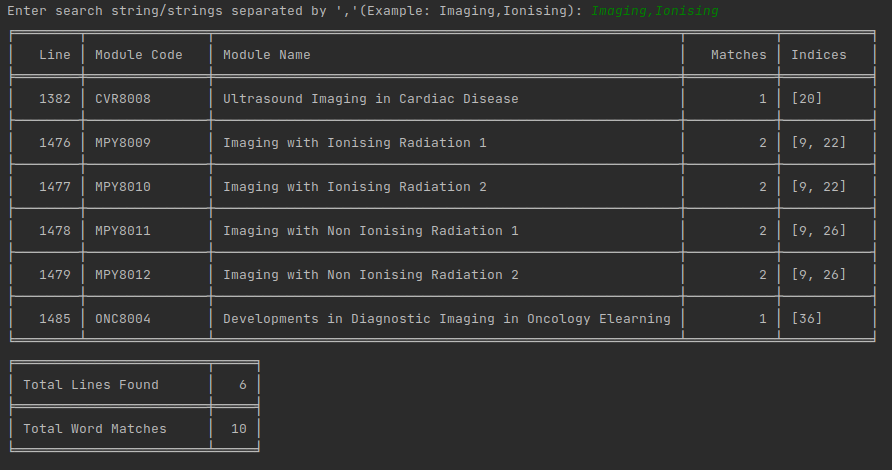 Enter search string/strings separated by ','(Example: Imaging,Ionising): Imaging,Ionising
Line Module Code Module Name Matches Indices
1382 CVR8008 Ultrasound Imaging in Cardiac Disease 1 [20]
1476 MPY8009 Imaging with Ionising Radiation 1 2 [9, 22]
1477 MPY8010 Imaging with Ionising Radiation 2 2 [9, 22]
1478 MPY8011 Imaging with Non Ionising Radiation 1 2 [9, 26]
1479 MPY8012 Imaging with Non Ionising Radiation 2 2 [9, 26]
1485 ONC8004 Developments in Diagnostic Imaging in Oncology Elearning 1 [36]
Total Lines Found 6
Total Word Matches 10